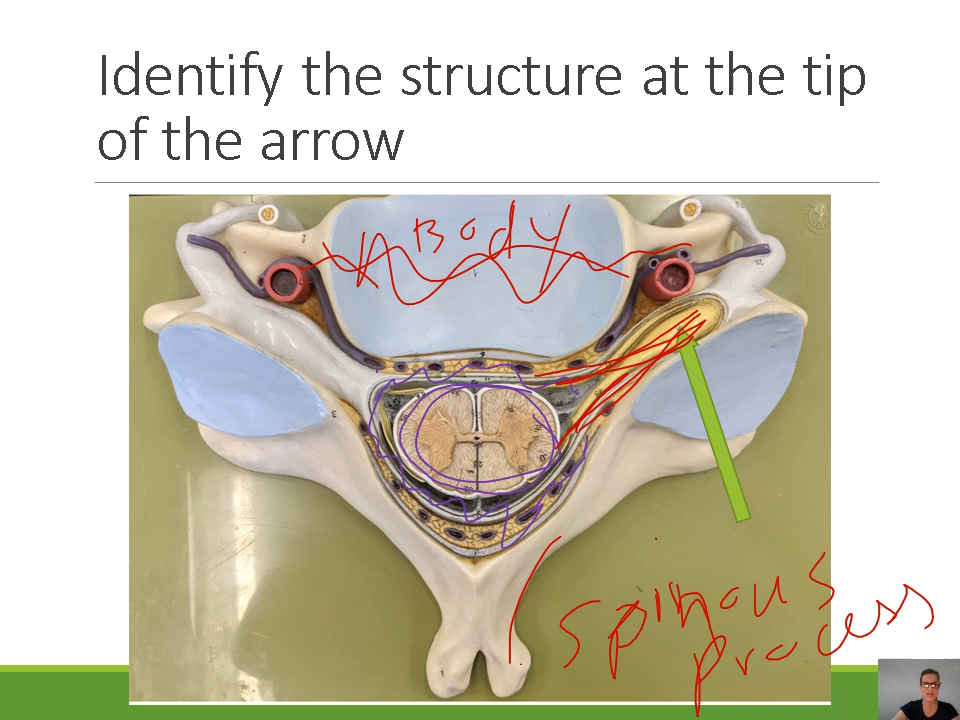 Identify the structure at the tip
of the arrow
Body
spinous
process